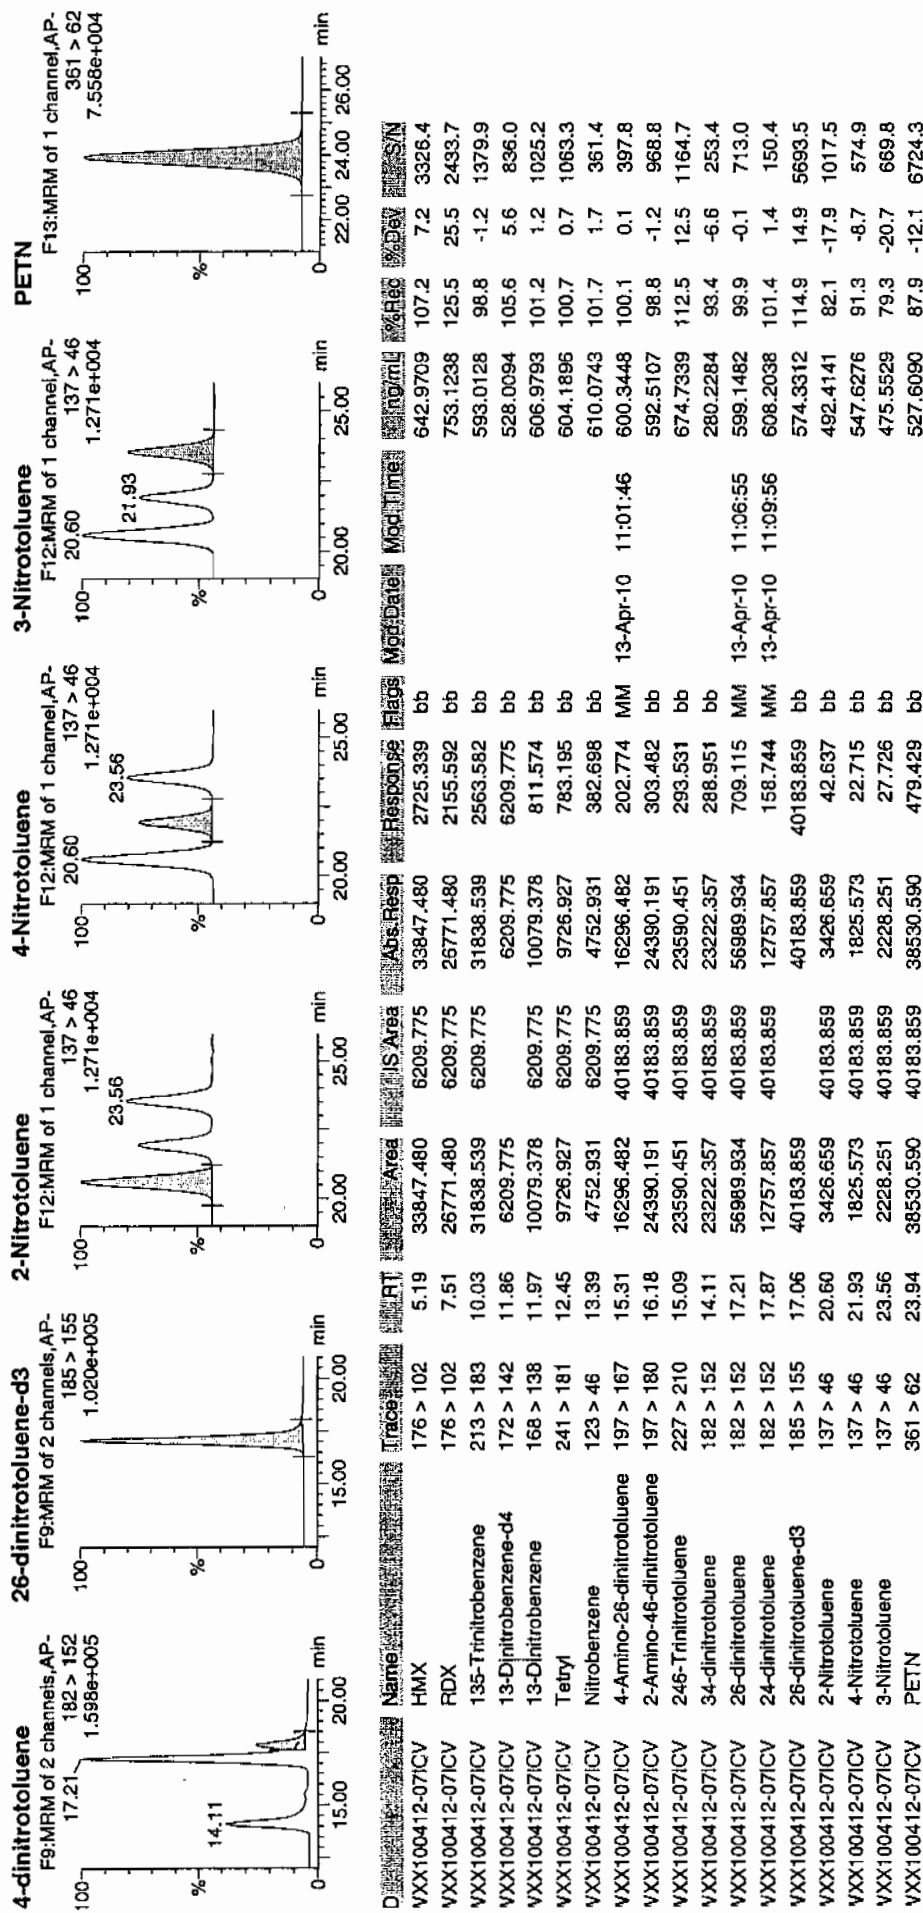 4-dinitrotoluene
F9:MRM of 2 channels,AP-
182 > 152
1.598e+005
17.21
14.11
100
%
0
15.00 20.00 min
26-dinitrotoluene-d3
F9:MRM of 2 channels,AP-
185 > 155
1.020e+005
100
%
0
15.00 20.00 min
2-Nitrotoluene
F12:MRM of 1 channel,AP-
137 > 46
1.271e+004
23.56
100
%
0
20.00 25.00 min
4-Nitrotoluene
F12:MRM of 1 channel,AP-
137 > 46
1.271e+004
20.60
23.56
100
%
0
20.00 25.00 min
3-Nitrotoluene
F12:MRM of 1 channel,AP-
137 > 46
1.271e+004
20.60
21.93
100
%
0
20.00 25.00 min
PETN
F13:MRM of 1 channel,AP-
361 > 62
7.558e+004
100
%
0
22.00 24.00 26.00 min
Name Trace RT Area IS Area Abs.Resp Response Flags Mod.Date Mod.Time ng/mL %Rec %Dev S/N
VXX100412-07ICV HMX 176 > 102 5.19 33847.480 6209.775 33847.480 2725.339 bb 642.9709 107.2 7.2 3326.4
VXX100412-07ICV RDX 176 > 102 7.51 26771.480 6209.775 26771.480 2155.592 bb 753.1238 125.5 25.5 2433.7
VXX100412-07ICV 135-Trinitrobenzene 213 > 183 10.03 31838.539 6209.775 31838.539 2563.582 bb 593.0128 98.8 -1.2 1379.9
VXX100412-07ICV 13-Dinitrobenzene-d4 172 > 142 11.86 6209.775 6209.775 6209.775 bb 528.0094 105.6 5.6 836.0
VXX100412-07ICV 13-Dinitrobenzene 168 > 138 11.97 10079.378 6209.775 10079.378 811.574 bb 606.9793 101.2 1.2 1025.2
VXX100412-07ICV Tetryl 241 > 181 12.45 9726.927 6209.775 9726.927 783.195 bb 604.1896 100.7 0.7 1063.3
VXX100412-07ICV Nitrobenzene 123 > 46 13.39 4752.931 6209.775 4752.931 382.698 bb 610.0743 101.7 1.7 361.4
VXX100412-07ICV 4-Amino-26-dinitrotoluene 197 > 167 15.31 16296.482 40183.859 16296.482 202.774 MM 13-Apr-10 11:01:46 600.3448 100.1 0.1 397.8
VXX100412-07ICV 2-Amino-46-dinitrotoluene 197 > 180 16.18 24390.191 40183.859 24390.191 303.482 bb 592.5107 98.8 -1.2 968.8
VXX100412-07ICV 246-Trinitrotoluene 227 > 210 15.09 23590.451 40183.859 23590.451 293.531 bb 674.7339 112.5 12.5 1164.7
VXX100412-07ICV 34-dinitrotoluene 182 > 152 14.11 23222.357 40183.859 23222.357 288.951 bb 280.2284 93.4 -6.6 253.4
VXX100412-07ICV 26-dinitrotoluene 182 > 152 17.21 56989.934 40183.859 56989.934 709.115 MM 13-Apr-10 11:06:55 599.1482 99.9 -0.1 713.0
VXX100412-07ICV 24-dinitrotoluene 182 > 152 17.87 12757.857 40183.859 12757.857 158.744 MM 13-Apr-10 11:09:56 608.2038 101.4 1.4 150.4
VXX100412-07ICV 26-dinitrotoluene-d3 185 > 155 17.06 40183.859 40183.859 40183.859 bb 574.3312 114.9 14.9 5693.5
VXX100412-07ICV 2-Nitrotoluene 137 > 46 20.60 3426.659 40183.859 3426.659 42.637 bb 492.4141 82.1 -17.9 1017.5
VXX100412-07ICV 4-Nitrotoluene 137 > 46 21.93 1825.573 40183.859 1825.573 22.715 bb 547.6276 91.3 -8.7 574.9
VXX100412-07ICV 3-Nitrotoluene 137 > 46 23.56 2228.251 40183.859 2228.251 27.726 bb 475.5529 79.3 -20.7 669.8
VXX100412-07ICV PETN 361 > 62 23.94 38530.590 40183.859 38530.590 479.429 bb 527.6090 87.9 -12.1 6724.3